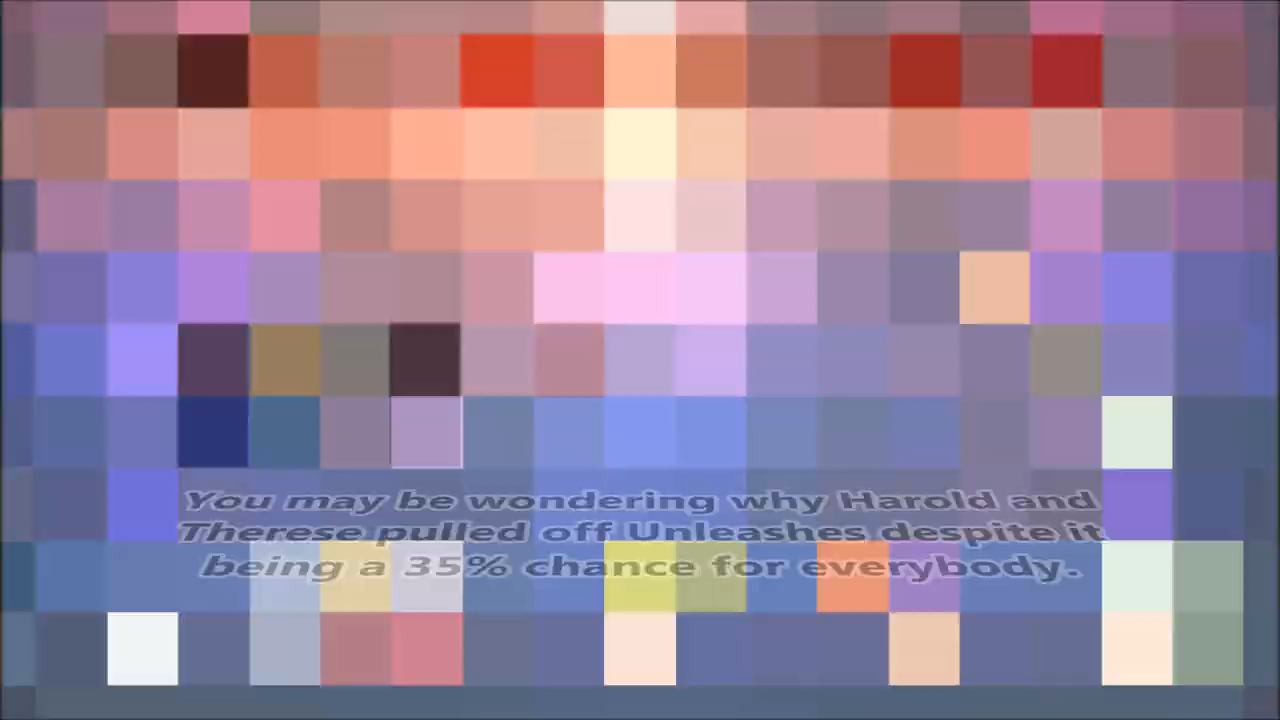 You may be wondering why Harold and
Therese pulled off Unleashes despite it
being a 35% chance for everybody.